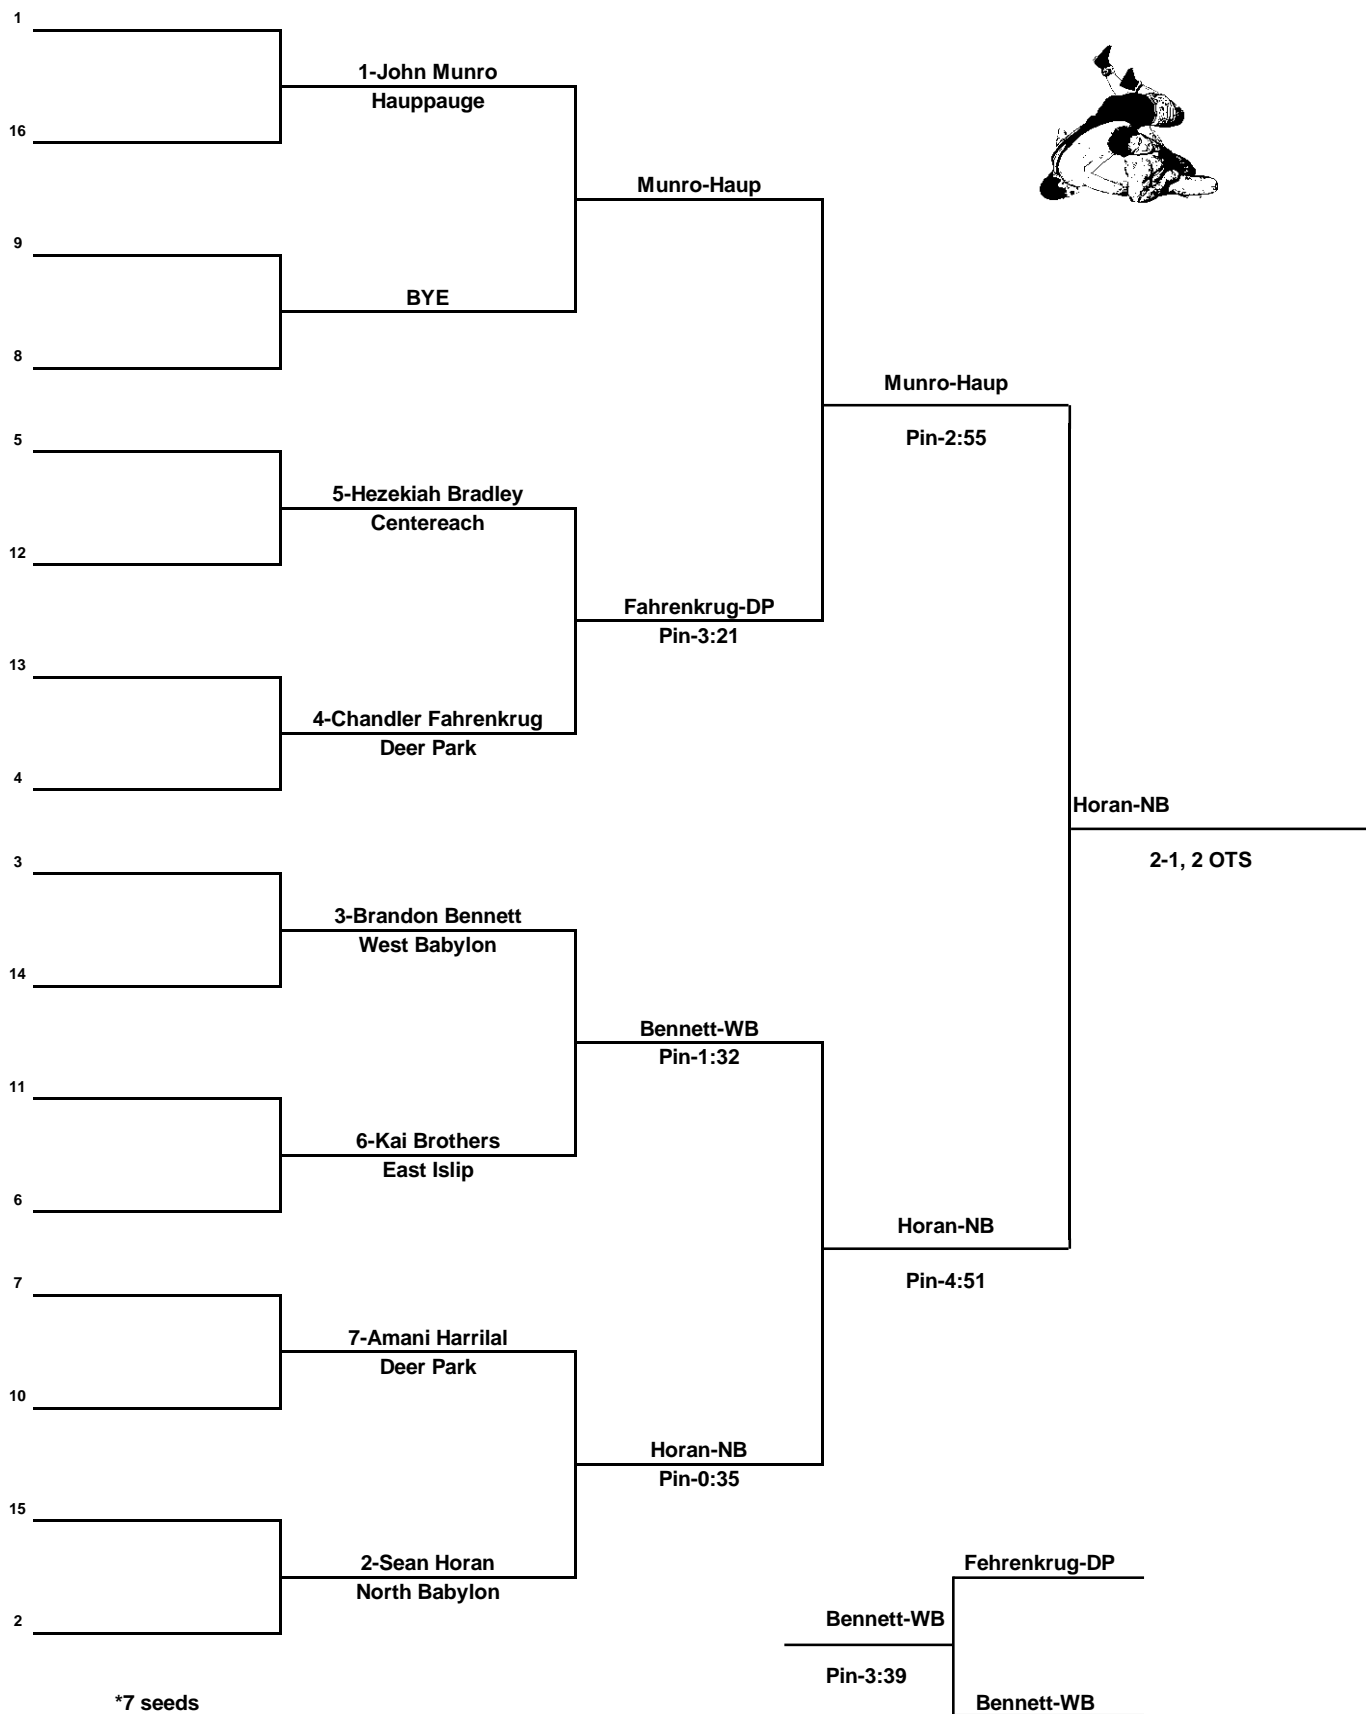 1
1-John Munro
Hauppauge
16
Munro-Haup
9
BYE
8
Munro-Haup
Pin-2:55
5
5-Hezekiah Bradley
Centereach
12
Fahrenkrug-DP
Pin-3:21
13
4-Chandler Fahrenkrug
Deer Park
4
Horan-NB
2-1, 2 OTS
3
3-Brandon Bennett
West Babylon
14
Bennett-WB
Pin-1:32
11
6-Kai Brothers
East Islip
6
Horan-NB
Pin-4:51
7
7-Amani Harrilal
Deer Park
10
Horan-NB
Pin-0:35
15
2-Sean Horan
North Babylon
2
Fehrenkrug-DP
Bennett-WB
Pin-3:39
Bennett-WB
*7 seeds